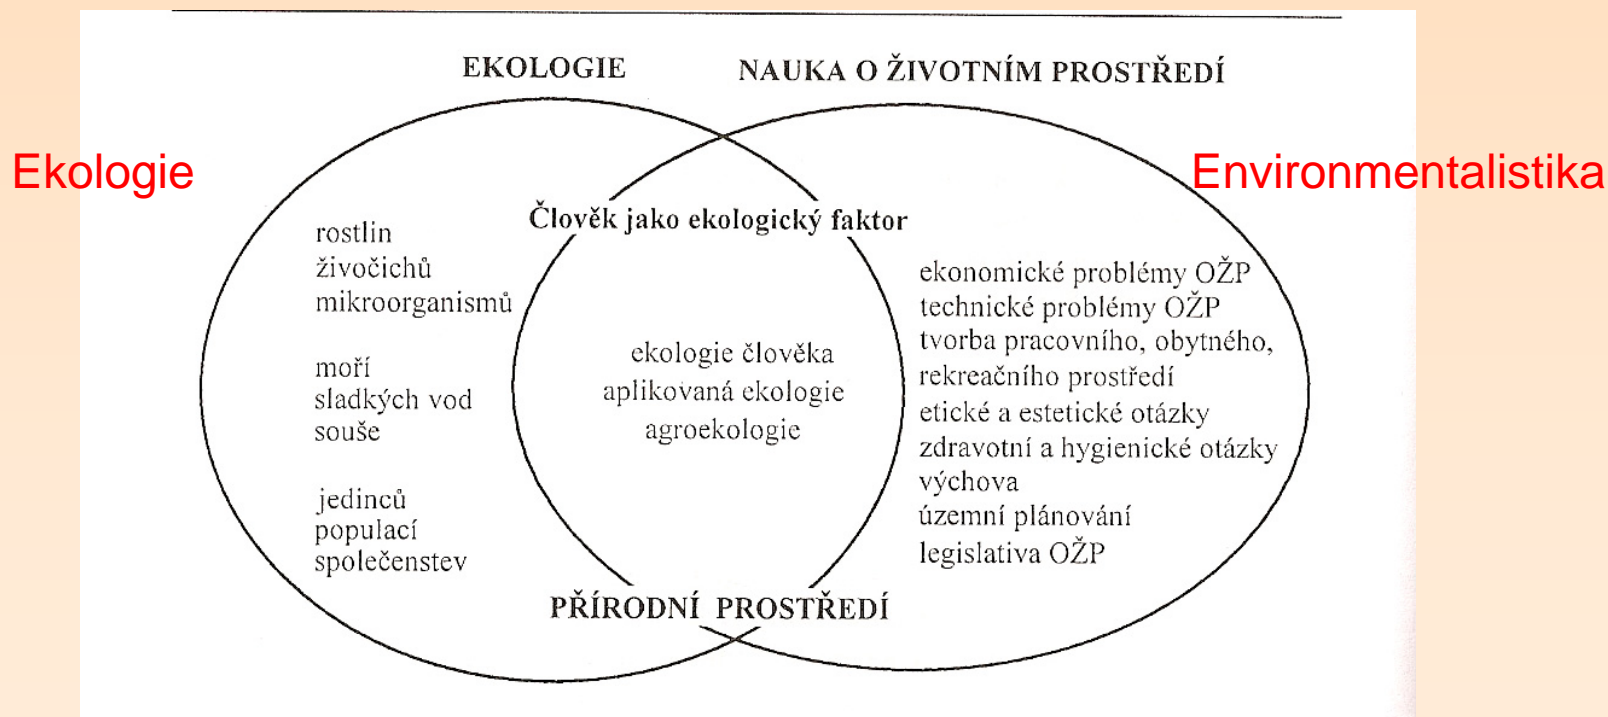 EKOLOGIE
NAUKA O ŽIVOTNÍM PROSTŘEDÍ
Ekologie
Environmentalistika
Člověk jako ekologický faktor
rostlin
živočichů
mikroorganismů
moří
sladkých vod
souše
jedinců
populací
společenstev
ekologie člověka
aplikovaná ekologie
agroekologie
ekonomické problémy OŽP
technické problémy OŽP
tvorba pracovního, obytného,
rekreačního prostředí
etické a estetické otázky
zdravotní a hygienické otázky
výchova
územní plánování
legislativa OŽP
PŘÍRODNÍ PROSTŘEDÍ